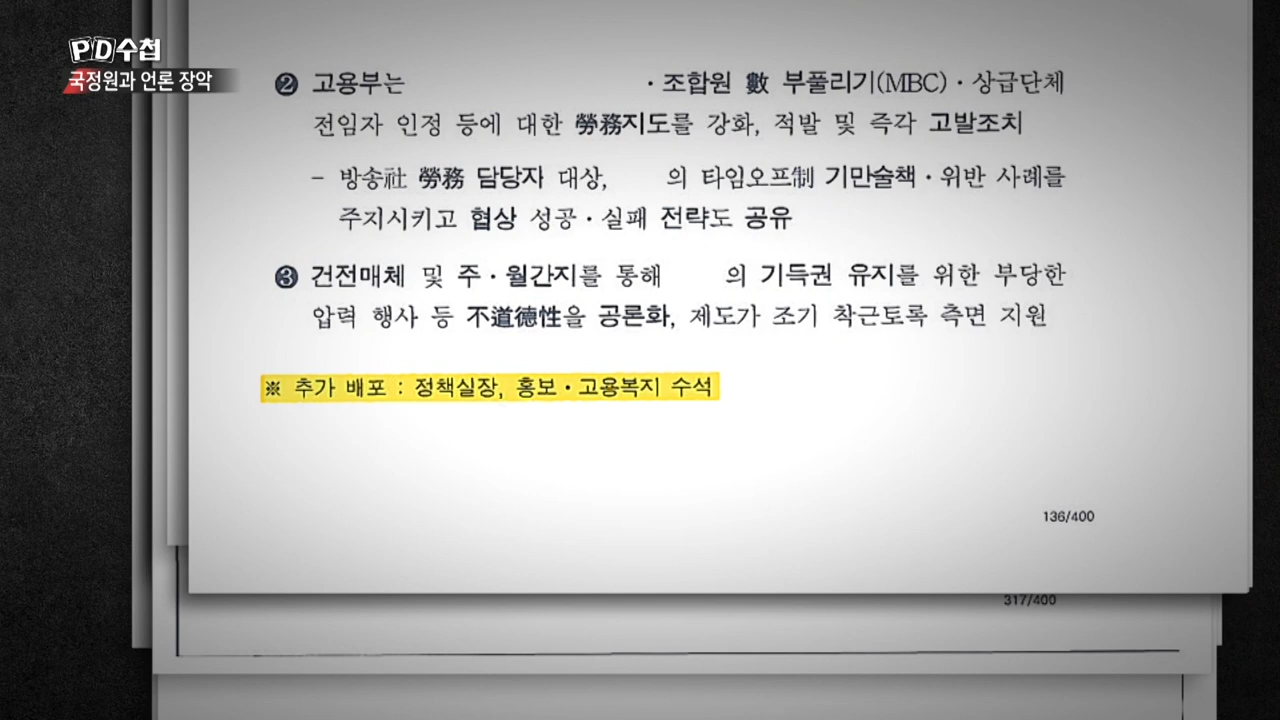 PD수첩
국정원과 언론 장악
❷ 고용부는 ・조합원 數 부풀리기(MBC)・상급단체
전임자 인정 등에 대한 勞務지도를 강화, 적발 및 즉각 고발조치
- 방송社 勞務 담당자 대상, 의 타임오프制 기만술책・위반 사례를
주지시키고 협상 성공・실패 전략도 공유
❸ 건전매체 및 주・월간지를 통해 의 기득권 유지를 위한 부당한
압력 행사 등 不道德性을 공론화, 제도가 조기 착근토록 측면 지원
※ 추가 배포 : 정책실장, 홍보・고용복지 수석
136/400
317/400